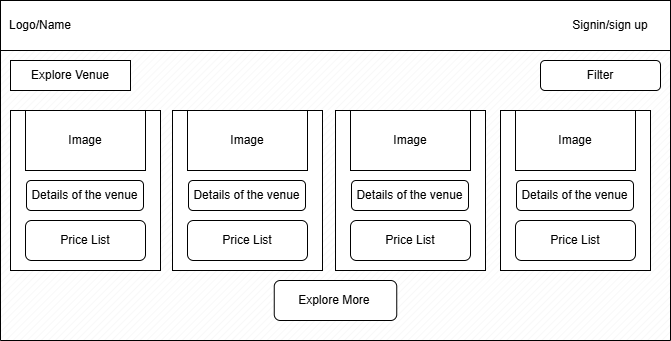 Logo/Name
Signin/sign up
Explore Venue
Filter
Image
Image
Image
Image
Details of the venue
Details of the venue
Details of the venue
Details of the venue
Price List
Price List
Price List
Price List
Explore More